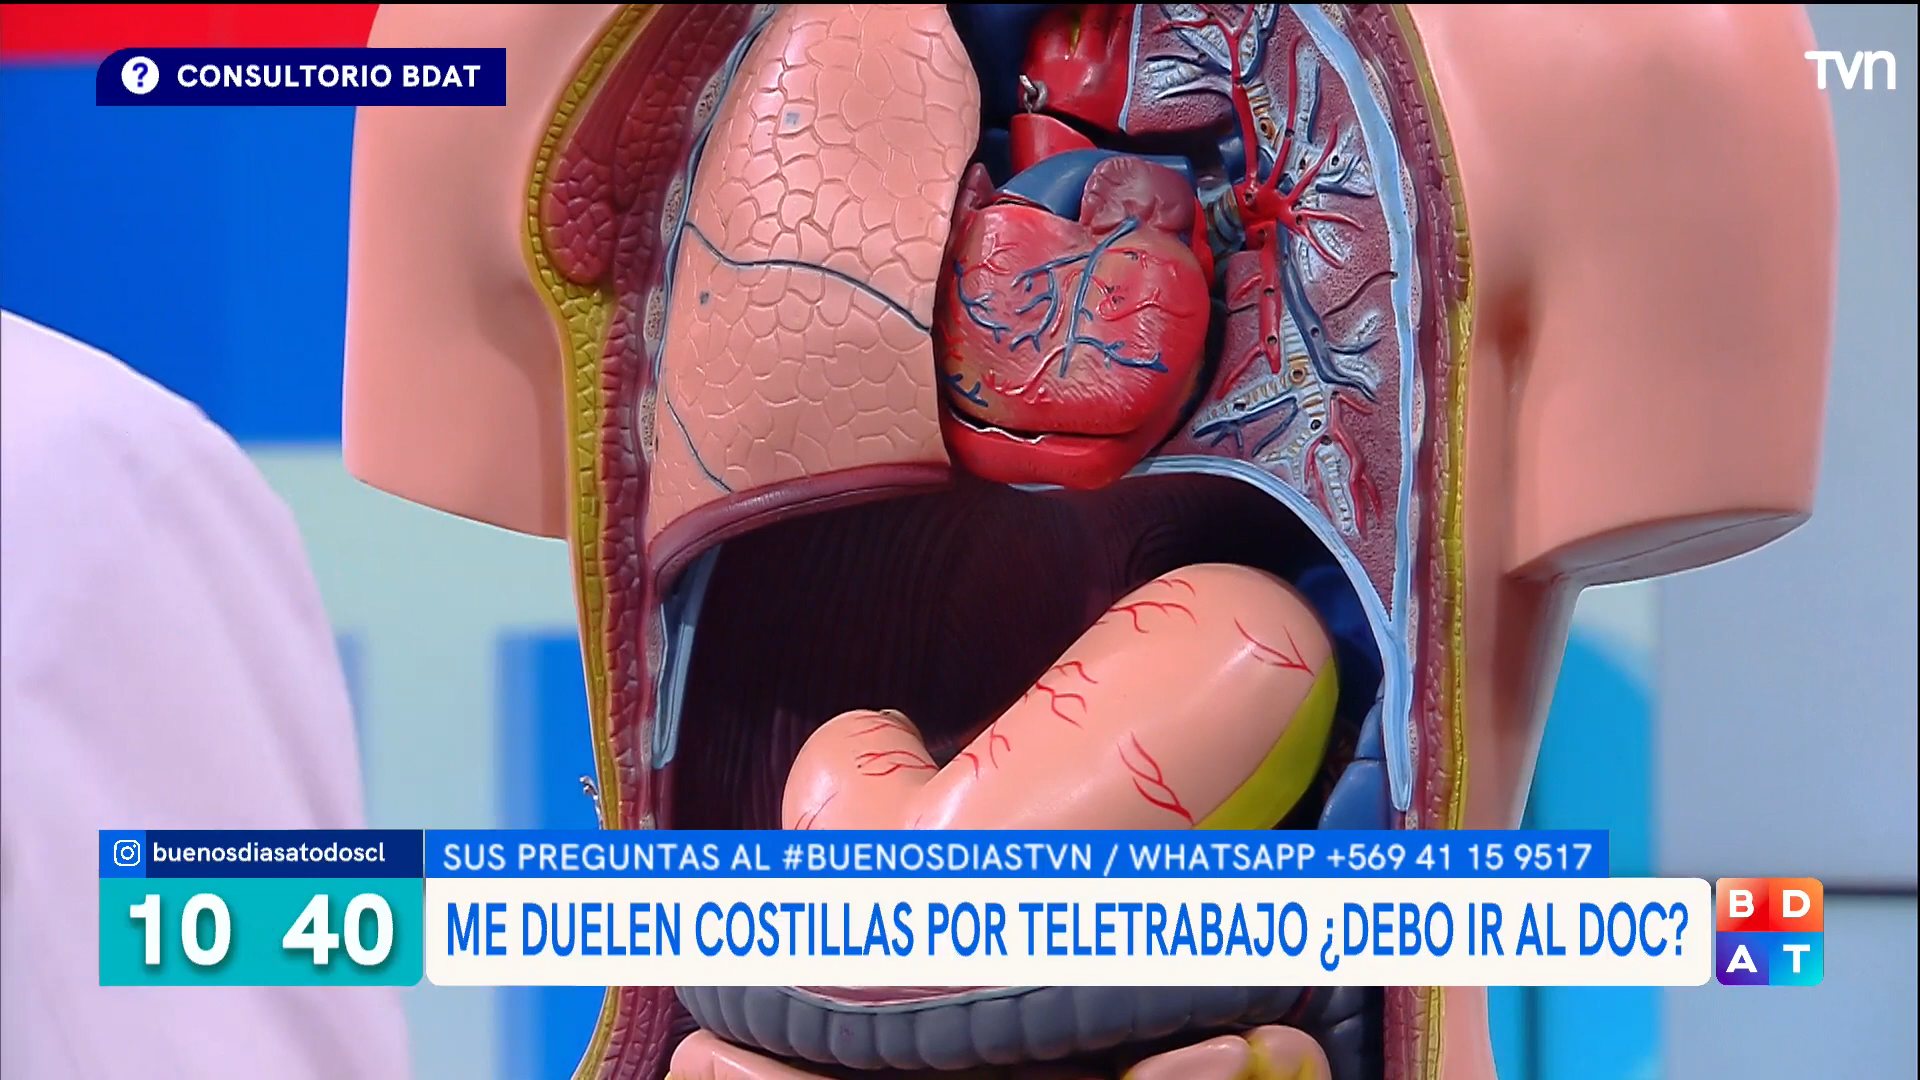 ? CONSULTORIO BDAT
TVN
buenosdiasatodoscl
SUS PREGUNTAS AL #BUENOSDIASTVN / WHATSAPP +569 41 15 9517
10 40
ME DUELEN COSTILLAS POR TELETRABAJO ¿DEBO IR AL DOC?
B D
A T